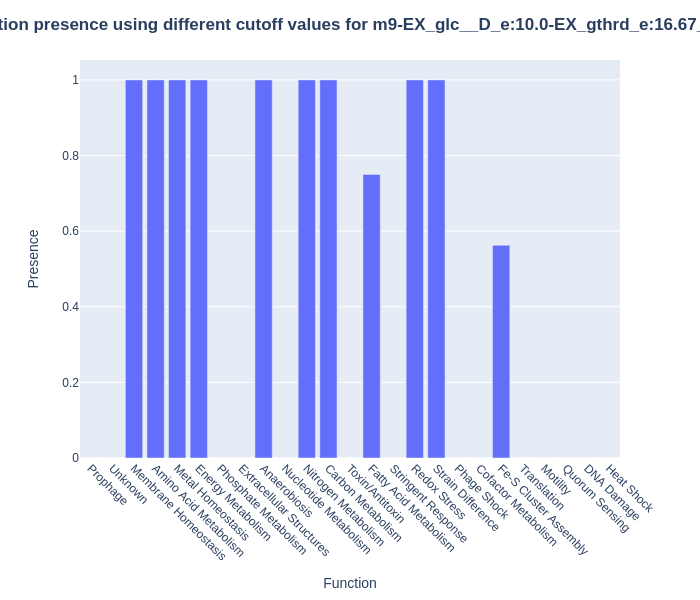 tion presence using different cutoff values for m9-EX_glc__D_e:10.0-EX_gthrd_e:16.67_
1
0.8
0.6
0.4
0.2
0
Presence
Prophage
Unknown
Membrane Homeostasis
Amino Acid Metabolism
Metal Homeostasis
Energy Metabolism
Phosphate Metabolism
Extracellular Structures
Anaerobiosis
Nucleotide Metabolism
Nitrogen Metabolism
Carbon Metabolism
Toxin/Antitoxin
Fatty Acid Metabolism
Stringent Response
Redox Stress
Strain Difference
Phage Shock
Cofactor Metabolism
Fe-S Cluster Assembly
Translation
Motility
Quorum Sensing
DNA Damage
Heat Shock
Function